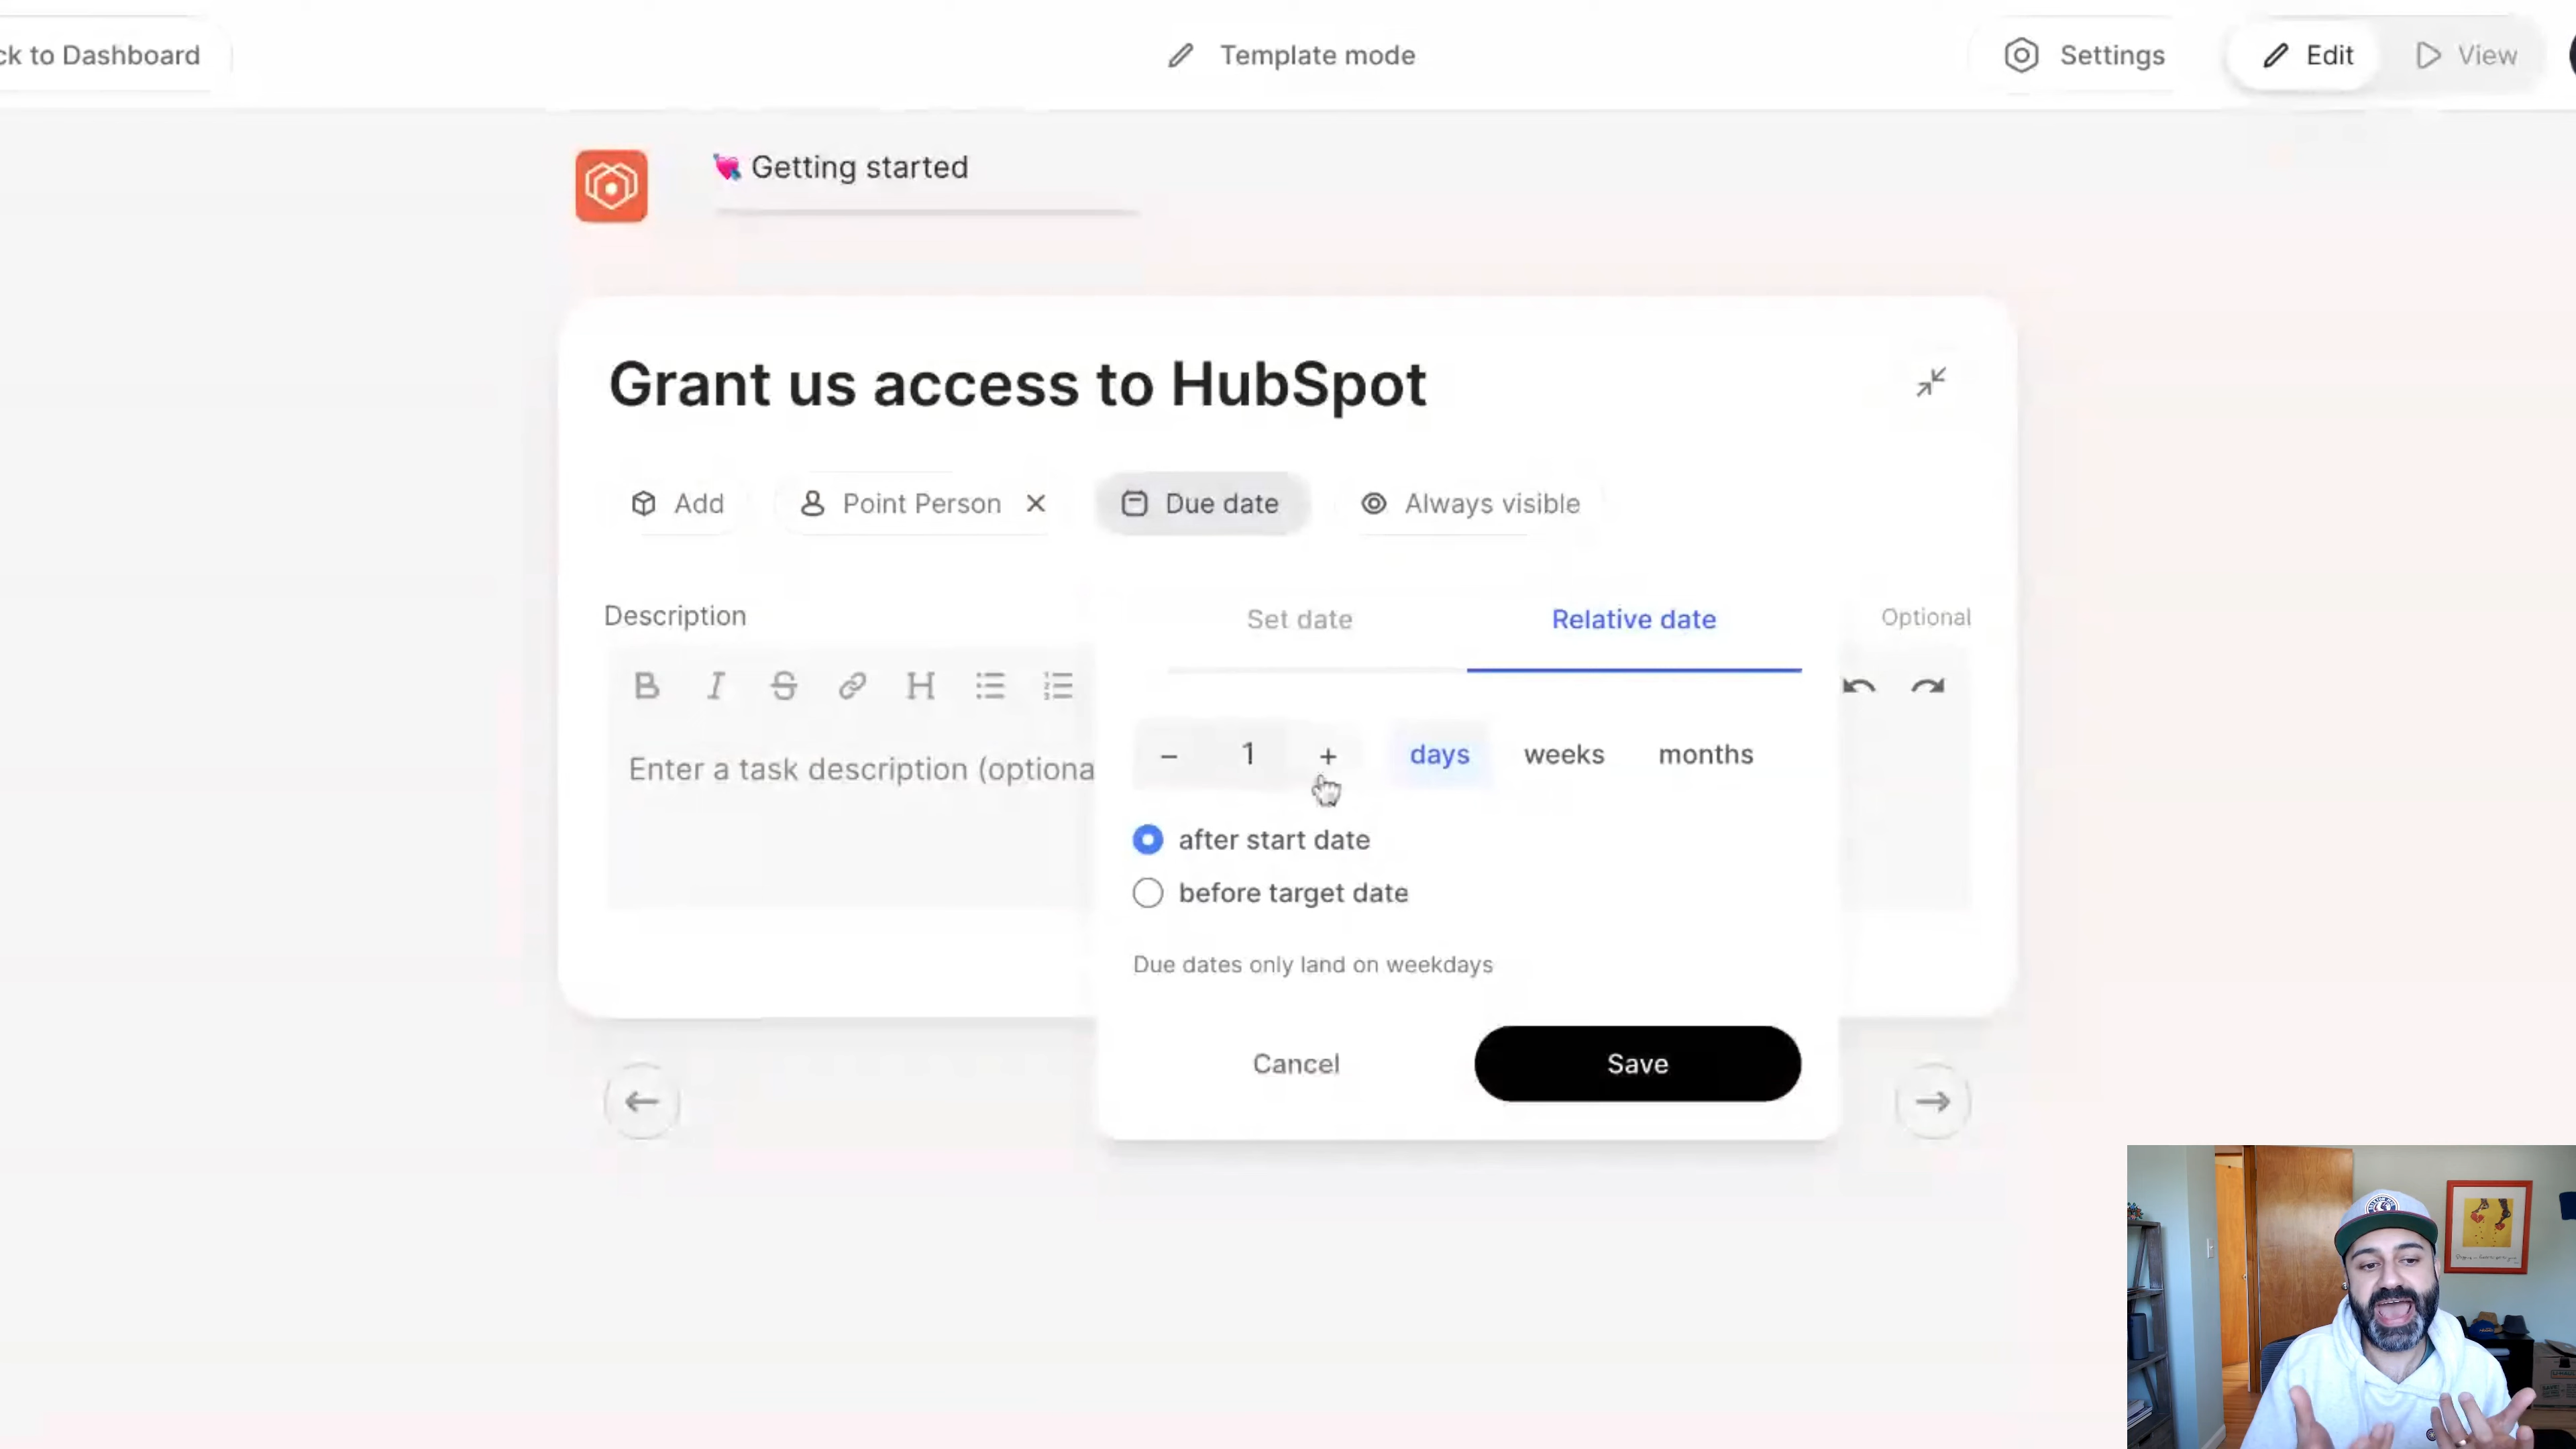 ck to Dashboard
Template mode
Settings
Edit
View
💘 Getting started
Grant us access to HubSpot
Add
Point Person
Due date
Always visible
Description
Optional
Set date
Relative date
B I S H
Enter a task description (optiona
− 1 +
days
weeks
months
after start date
before target date
Due dates only land on weekdays
Cancel
Save